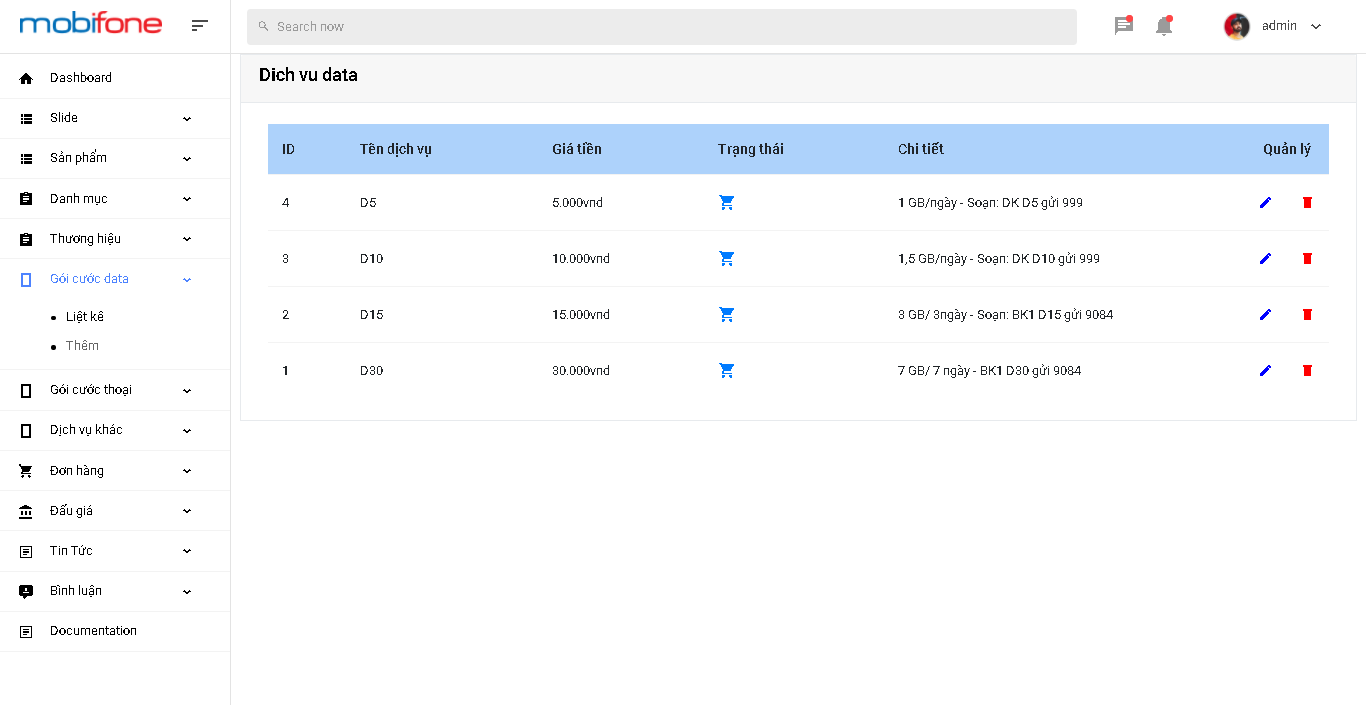 mobifone
Search now
admin
Dashboard
Slide
Sản phẩm
Danh mục
Thương hiệu
Gói cước data
Liệt kê
Thêm
Gói cước thoại
Dịch vụ khác
Đơn hàng
Đấu giá
Tin Tức
Bình luận
Documentation
Dich vu data
ID Tên dịch vụ Giá tiền Trạng thái Chi tiết Quản lý
4 D5 5.000vnd 1 GB/ngày - Soạn: DK D5 gửi 999
3 D10 10.000vnd 1,5 GB/ngày - Soạn: DK D10 gửi 999
2 D15 15.000vnd 3 GB/ 3ngày - Soạn: BK1 D15 gửi 9084
1 D30 30.000vnd 7 GB/ 7 ngày - BK1 D30 gửi 9084